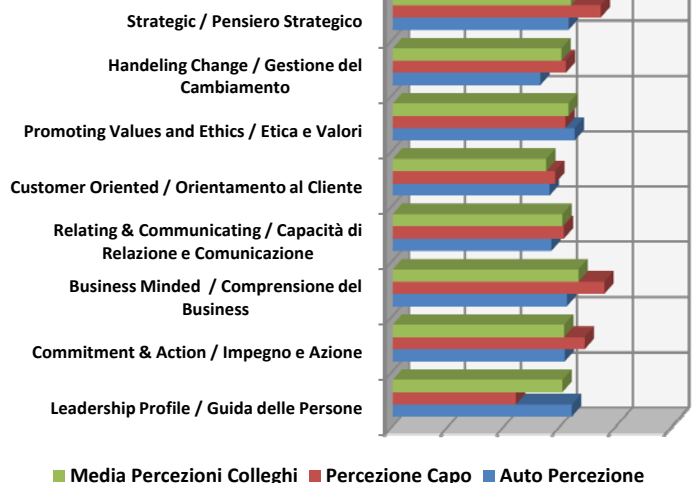 Strategic / Pensiero Strategico
Handeling Change / Gestione del
Cambiamento
Promoting Values and Ethics / Etica e Valori
Customer Oriented / Orientamento al Cliente
Relating & Communicating / Capacità di
Relazione e Comunicazione
Business Minded / Comprensione del
Business
Commitment & Action / Impegno e Azione
Leadership Profile / Guida delle Persone
Media Percezioni Colleghi Percezione Capo Auto Percezione